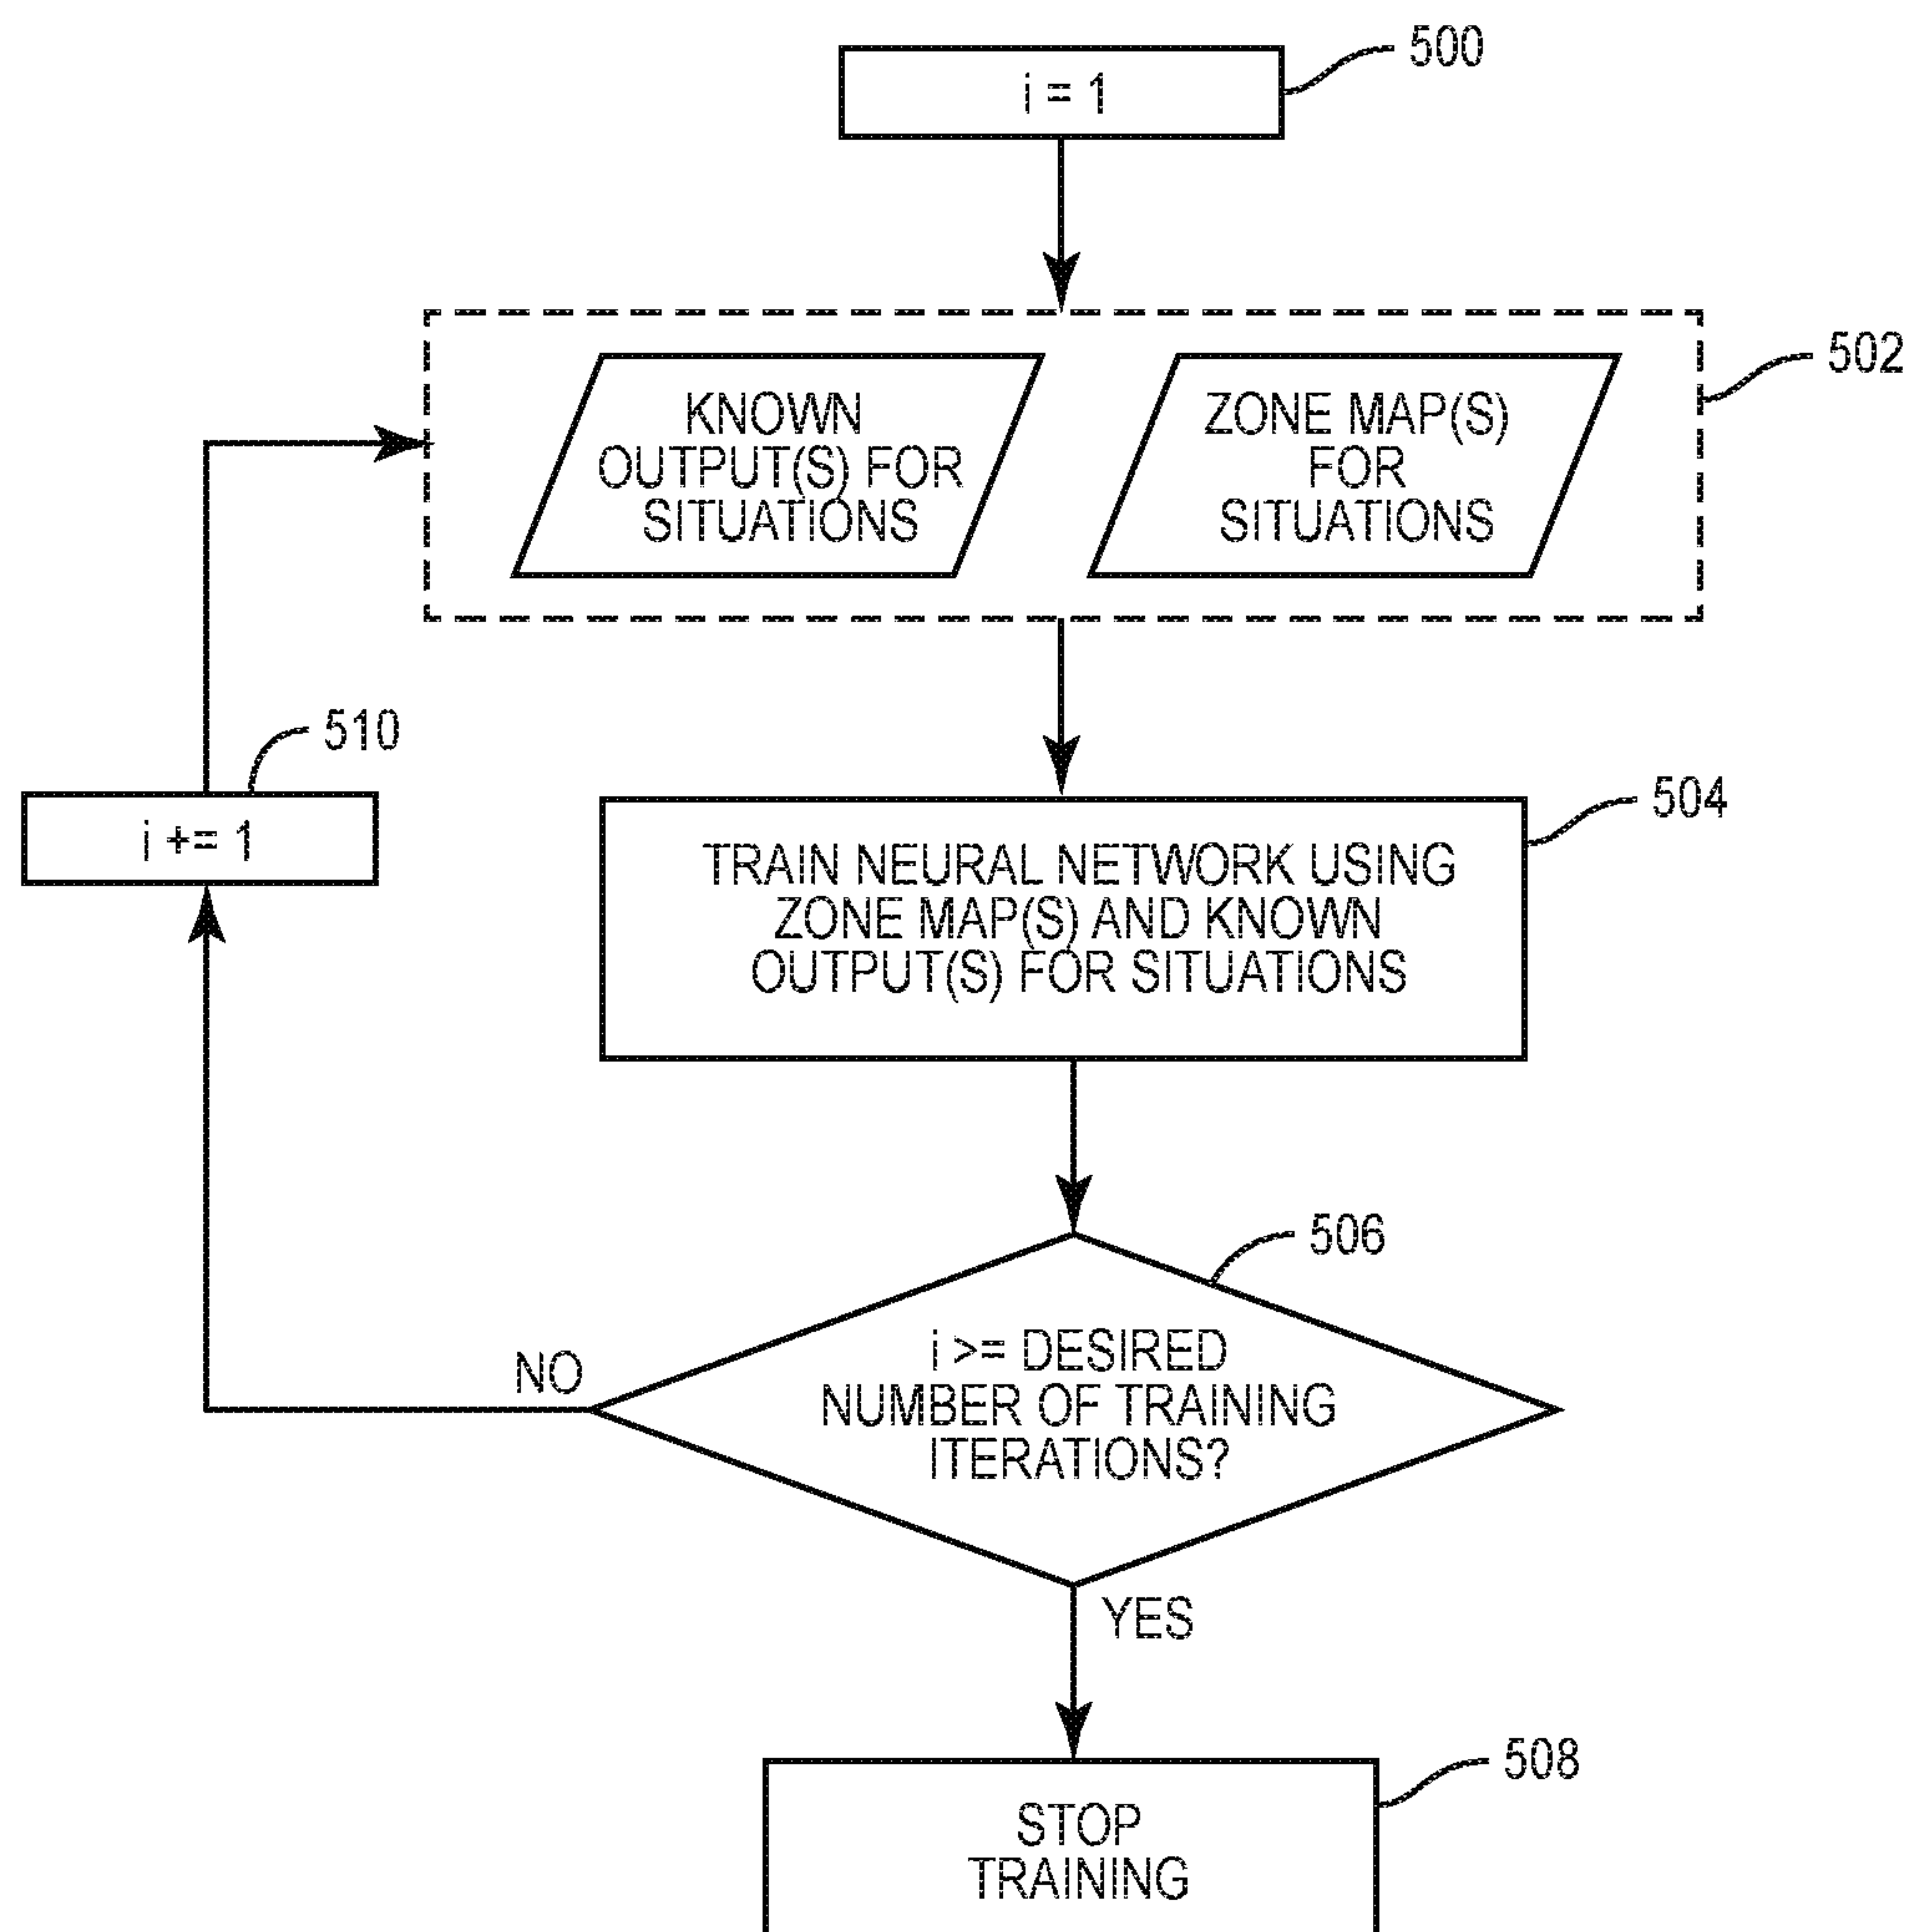 500
i = 1
502
KNOWN
OUTPUT(S) FOR
SITUATIONS
ZONE MAP(S)
FOR
SITUATIONS
510
i += 1
504
TRAIN NEURAL NETWORK USING
ZONE MAP(S) AND KNOWN
OUTPUT(S) FOR SITUATIONS
506
i >= DESIRED
NUMBER OF TRAINING
ITERATIONS?
NO
YES
508
STOP
TRAINING